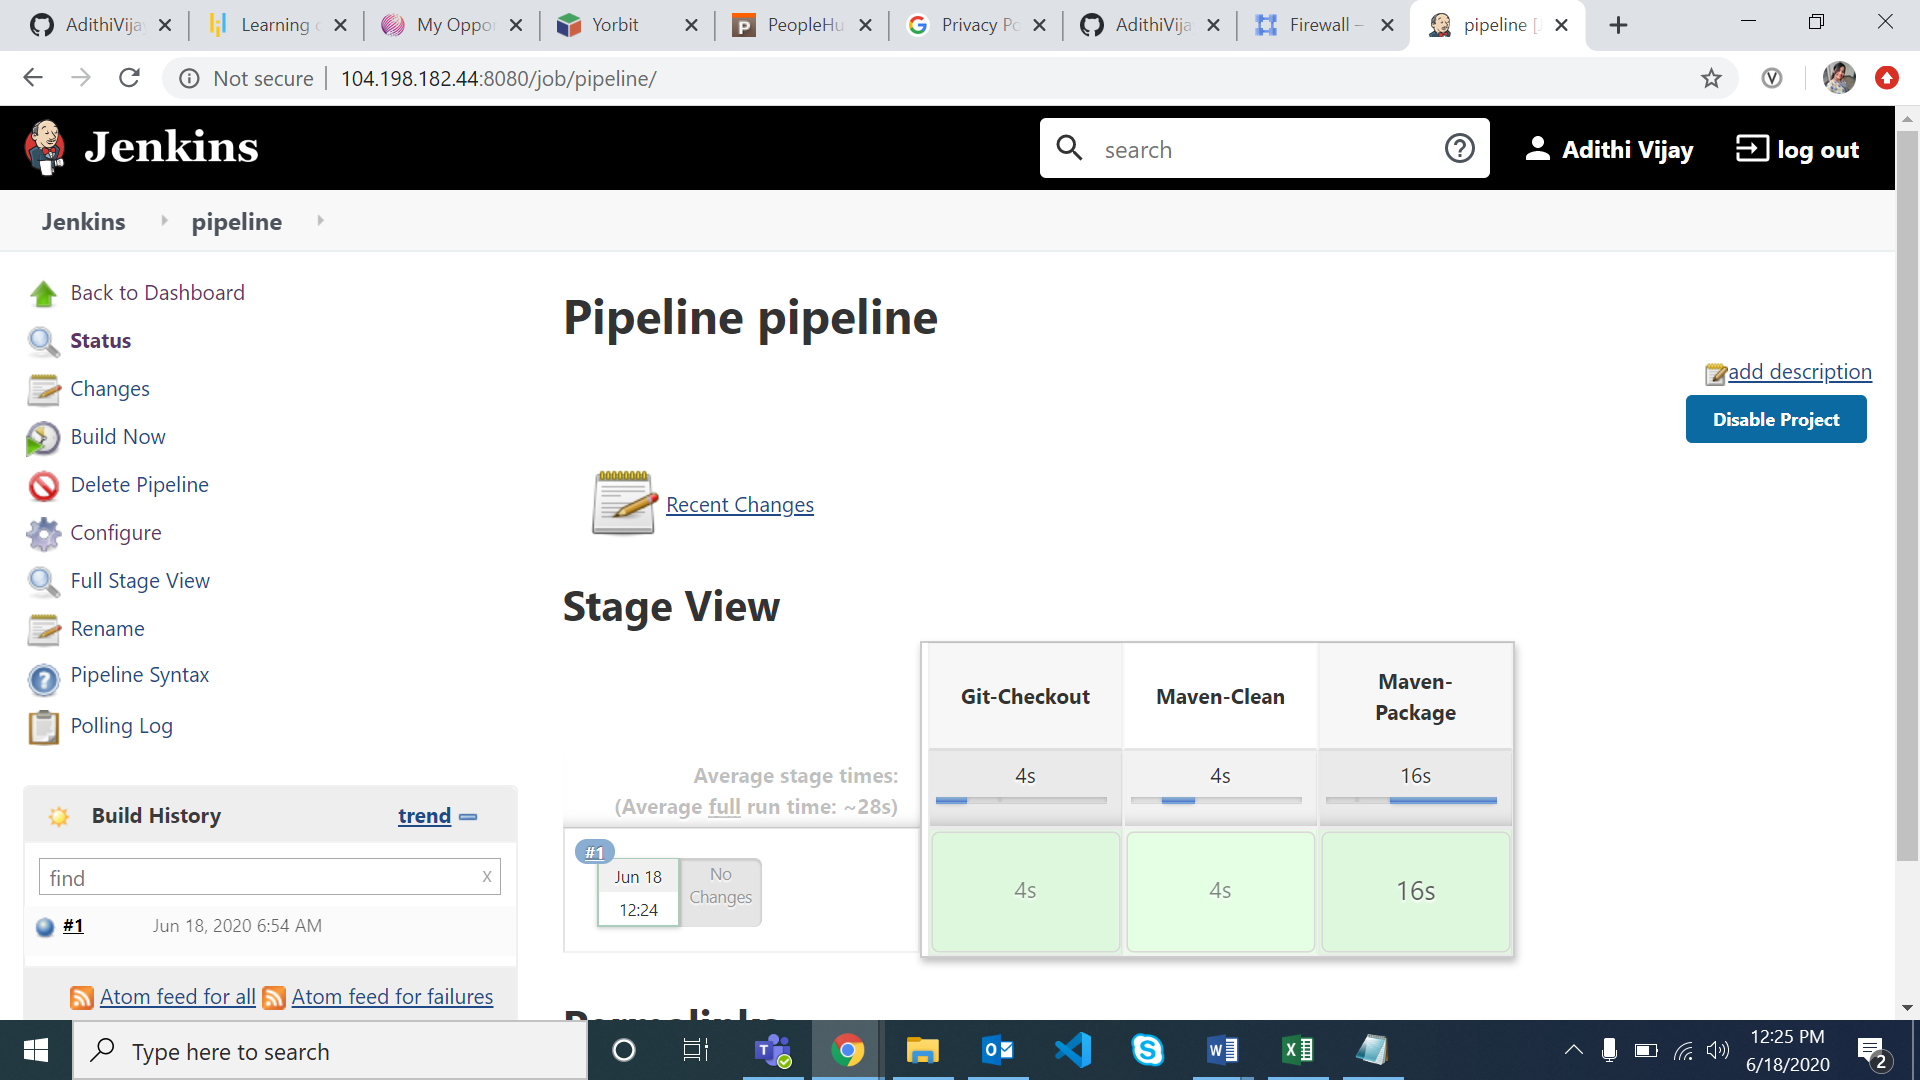 AdithiVija
Learning
My Oppor
Yorbit
PeopleHu
Privacy Po
AdithiVija
Firewall –
pipeline [J
Not secure
104.198.182.44:8080/job/pipeline/
Jenkins
search
Adithi Vijay
log out
Jenkins
pipeline
Back to Dashboard
Status
Changes
Build Now
Delete Pipeline
Configure
Full Stage View
Rename
Pipeline Syntax
Polling Log
Build History
trend
find
x
#1
Jun 18, 2020 6:54 AM
Atom feed for all
Atom feed for failures
Pipeline pipeline
add description
Disable Project
Recent Changes
Stage View
Git-Checkout
Maven-Clean
Maven-
Package
Average stage times:
(Average full run time: ~28s)
4s
4s
16s
#1
Jun 18
12:24
No
Changes
4s
4s
16s
Permalinks
Type here to search
12:25 PM
6/18/2020
2